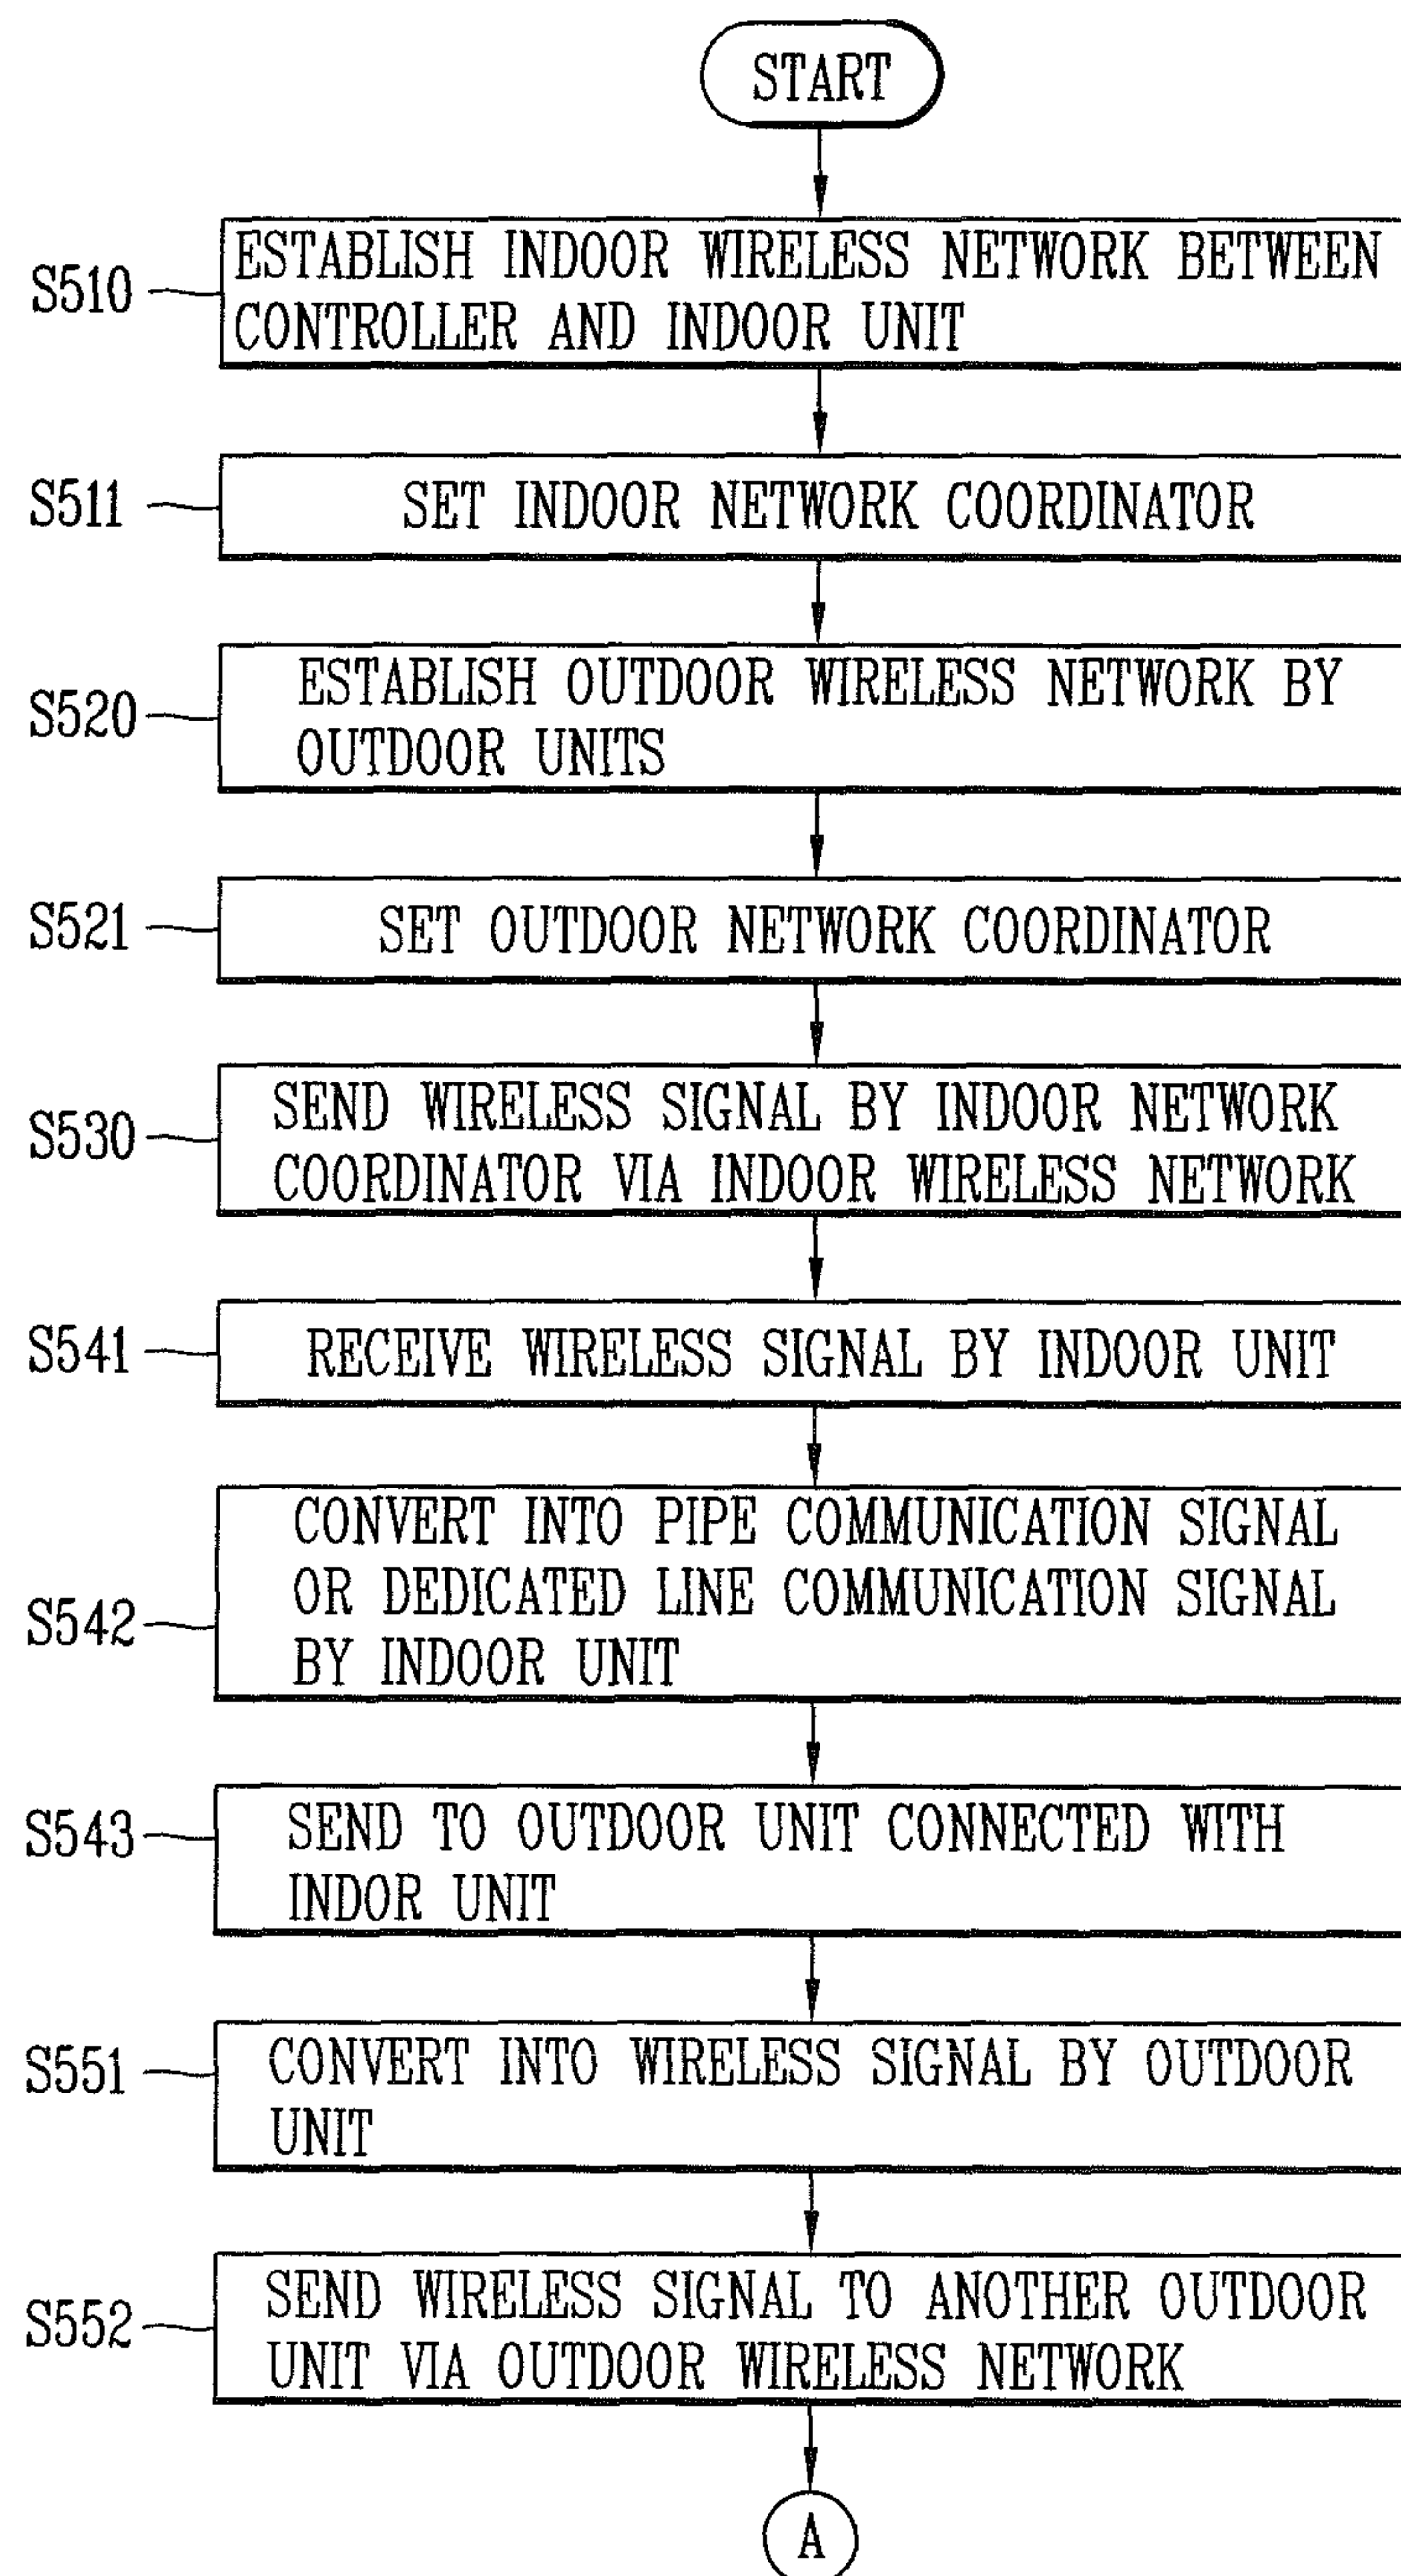 START
S510
ESTABLISH INDOOR WIRELESS NETWORK BETWEEN
CONTROLLER AND INDOOR UNIT
S511
SET INDOOR NETWORK COORDINATOR
S520
ESTABLISH OUTDOOR WIRELESS NETWORK BY
OUTDOOR UNITS
S521
SET OUTDOOR NETWORK COORDINATOR
S530
SEND WIRELESS SIGNAL BY INDOOR NETWORK
COORDINATOR VIA INDOOR WIRELESS NETWORK
S541
RECEIVE WIRELESS SIGNAL BY INDOOR UNIT
S542
CONVERT INTO PIPE COMMUNICATION SIGNAL
OR DEDICATED LINE COMMUNICATION SIGNAL
BY INDOOR UNIT
S543
SEND TO OUTDOOR UNIT CONNECTED WITH
INDOR UNIT
S551
CONVERT INTO WIRELESS SIGNAL BY OUTDOOR
UNIT
S552
SEND WIRELESS SIGNAL TO ANOTHER OUTDOOR
UNIT VIA OUTDOOR WIRELESS NETWORK
A